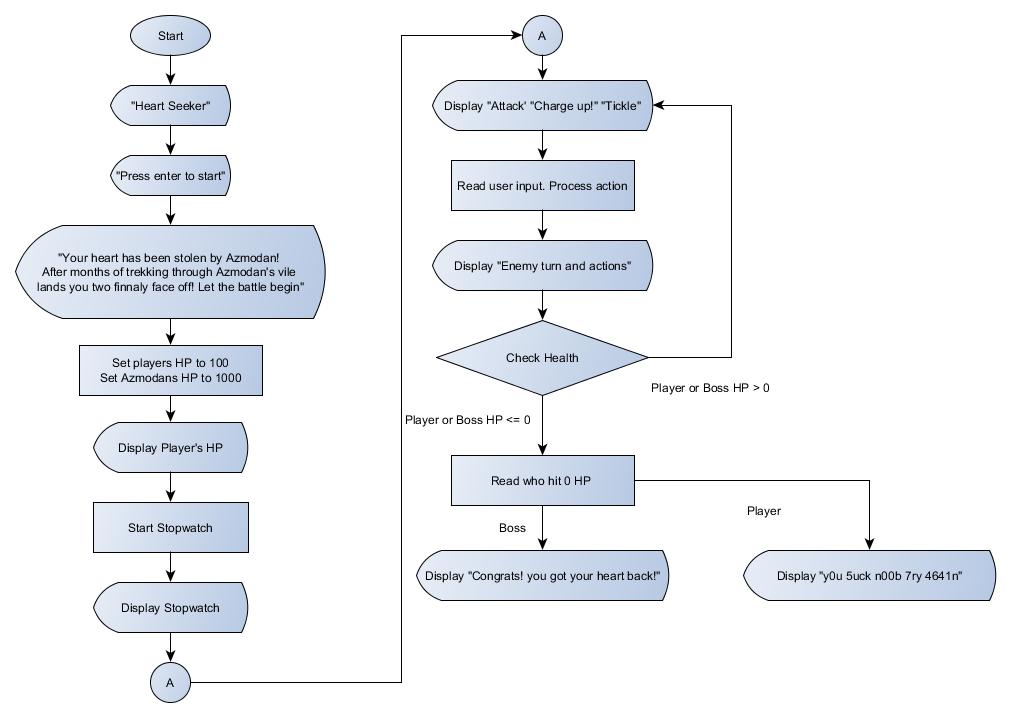 Start
"Heart Seeker"
"Press enter to start"
"Your heart has been stolen by Azmodan!
After months of trekking through Azmodan's vile
lands you two finnaly face off! Let the battle begin"
Set players HP to 100
Set Azmodans HP to 1000
Display Player's HP
Start Stopwatch
Display Stopwatch
A
A
Display "Attack' "Charge up!" "Tickle"
Read user input. Process action
Display "Enemy turn and actions"
Check Health
Player or Boss HP > 0
Player or Boss HP <= 0
Read who hit 0 HP
Boss
Player
Display "Congrats! you got your heart back!"
Display "y0u 5uck n00b 7ry 4641n"